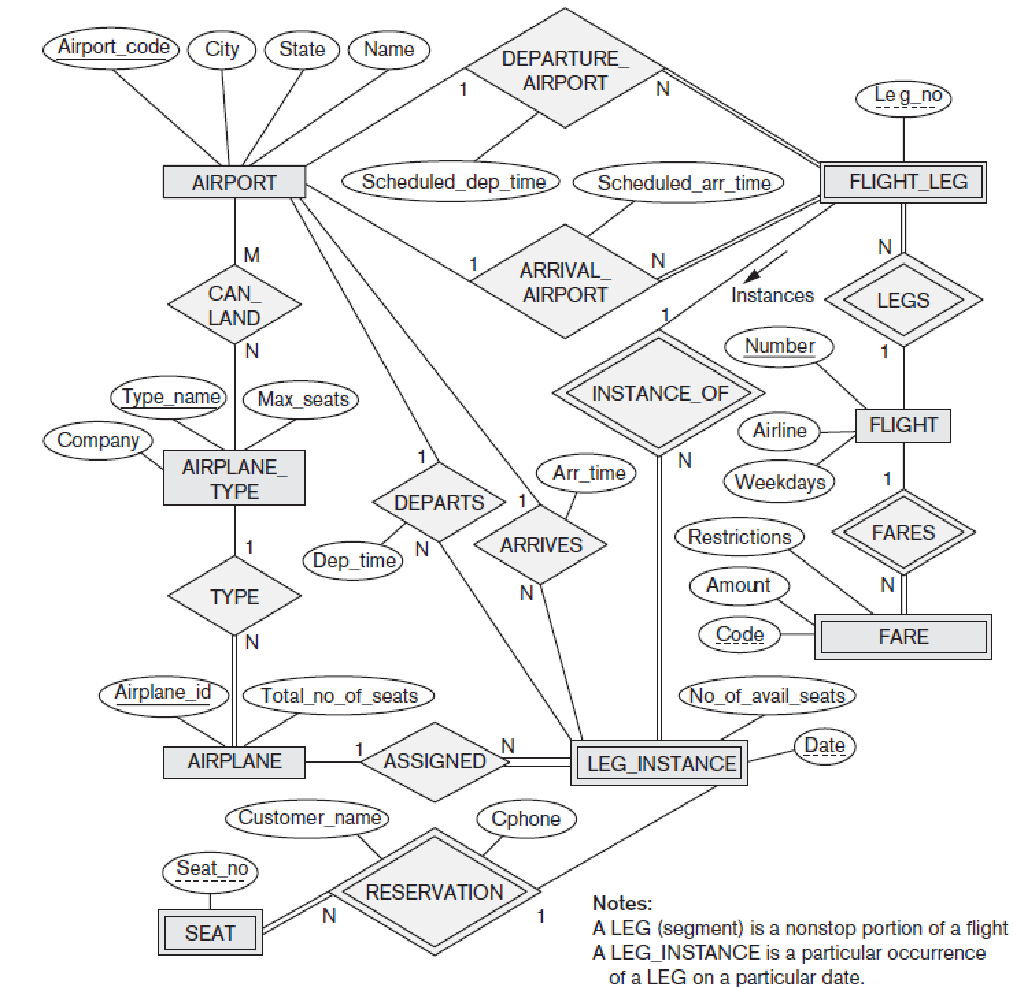 Airport_code
City
State
Name
DEPARTURE_
AIRPORT
1
N
Leg_no
AIRPORT
Scheduled_dep_time
Scheduled_arr_time
FLIGHT_LEG
M
CAN_
LAND
N
1
ARRIVAL_
AIRPORT
N
Instances
N
LEGS
1
1
Number
INSTANCE_OF
N
Type_name
Max_seats
Company
AIRPLANE_
TYPE
Airline
FLIGHT
Weekdays
1
DEPARTS
N
Dep_time
Arr_time
1
ARRIVES
N
1
FARES
N
Restrictions
Amount
Code
FARE
1
TYPE
N
Airplane_id
Total_no_of_seats
No_of_avail_seats
Date
AIRPLANE
1
ASSIGNED
N
LEG_INSTANCE
Customer_name
Cphone
Seat_no
RESERVATION
N
1
SEAT
Notes:
A LEG (segment) is a nonstop portion of a flight
A LEG_INSTANCE is a particular occurrence
of a LEG on a particular date.